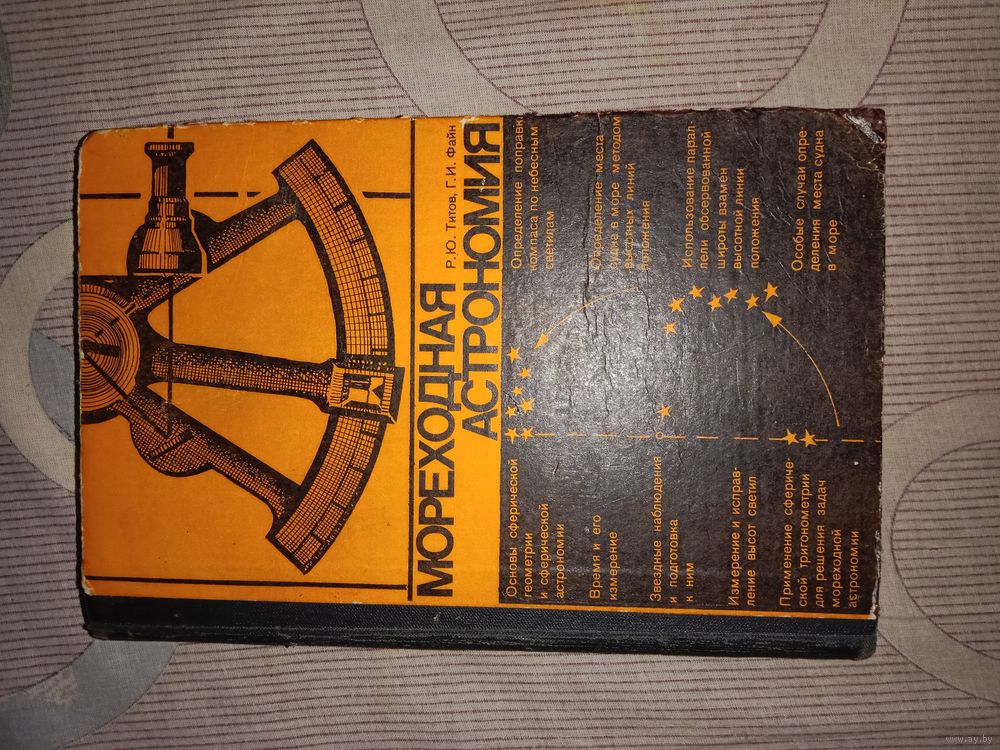 Р.Ю. Титов, Г.И. Файн
МОРЕХОДНАЯ
АСТРОНОМИЯ
Основы сферической
геометрии
и сферической
астрономии
Время и его
измерение
Звездные наблюдения
и подготовка
к ним
Измерение и исправ-
ление высот светил
Применение сфериче-
ской тригонометрии
для решения задач
мореходной
астрономии
Определение поправки
компаса по небесным
светилам
Определение места
судна в море методом
высотных линий
положения
Использование парал-
лели обсервованной
широты взамен
высотной линии
положения
Особые случаи опре-
деления места судна
в море
www.ay.by